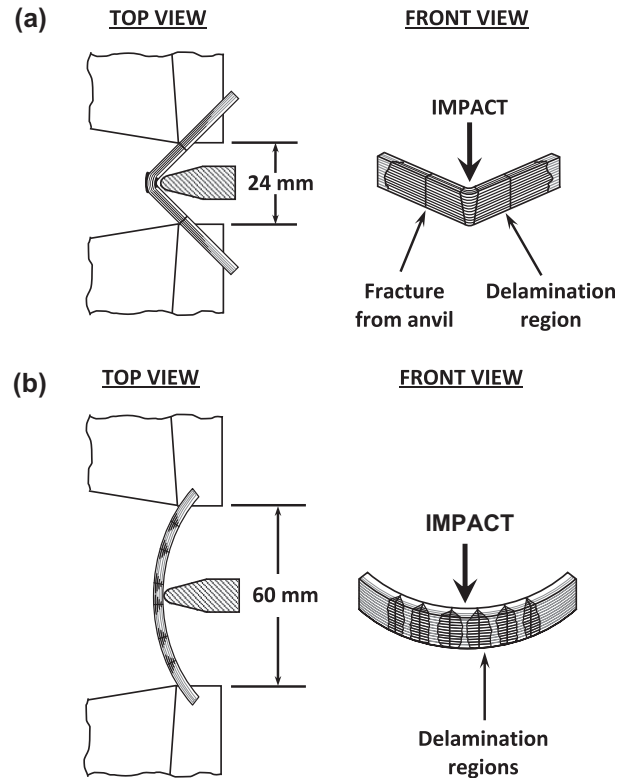 (a)
TOP VIEW
FRONT VIEW
IMPACT
24 mm
Fracture
from anvil
Delamination
region
(b)
TOP VIEW
FRONT VIEW
IMPACT
60 mm
Delamination
regions